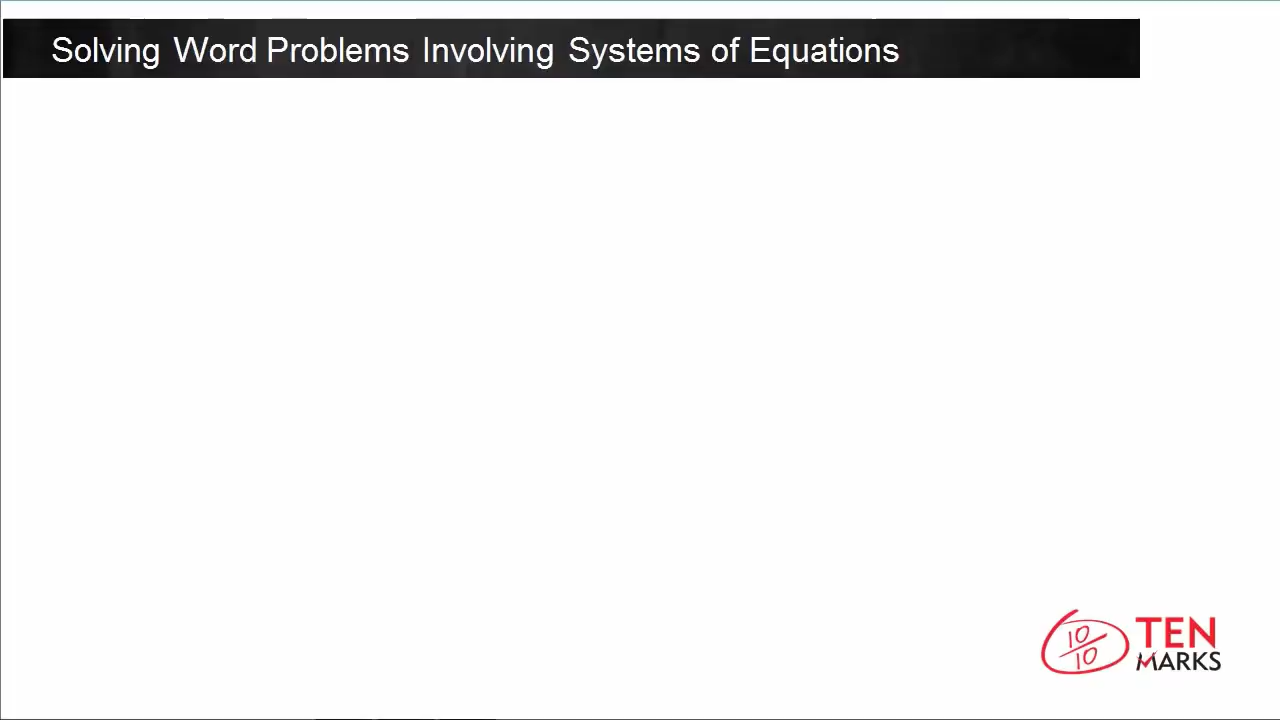 Solving Word Problems Involving Systems of Equations
10
10
TEN
MARKS